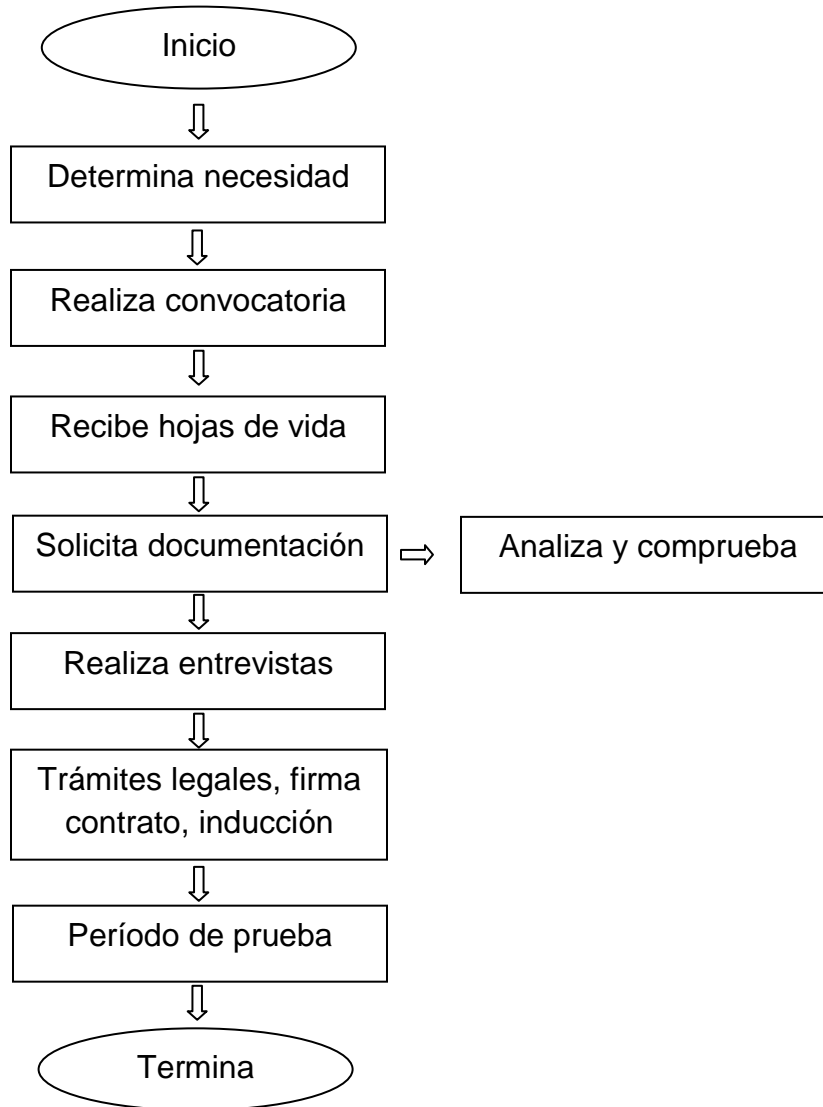 Inicio
Determina necesidad
Realiza convocatoria
Recibe hojas de vida
Solicita documentación
Analiza y comprueba
Realiza entrevistas
Trámites legales, firma
contrato, inducción
Período de prueba
Termina